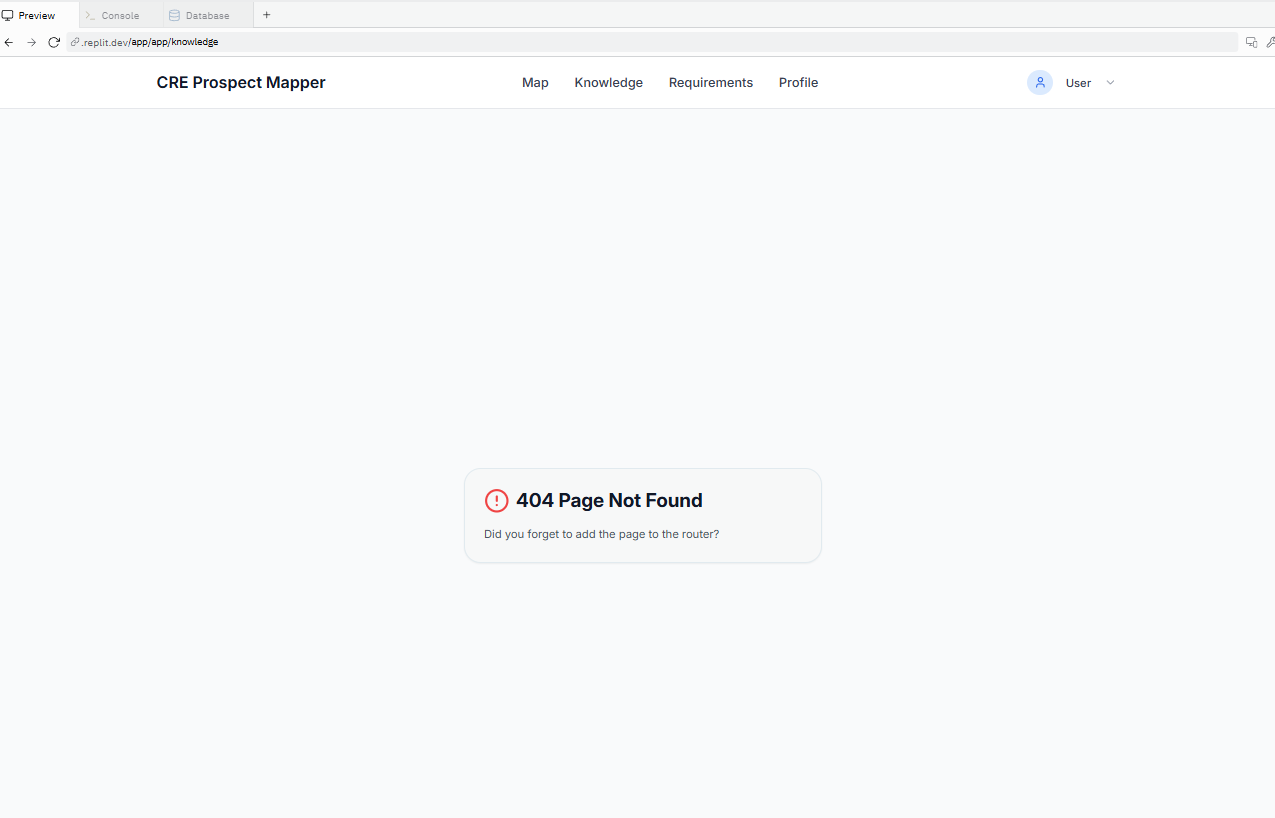 Preview
Console
Database
.replit.dev/app/app/knowledge
CRE Prospect Mapper
Map
Knowledge
Requirements
Profile
User
404 Page Not Found
Did you forget to add the page to the router?